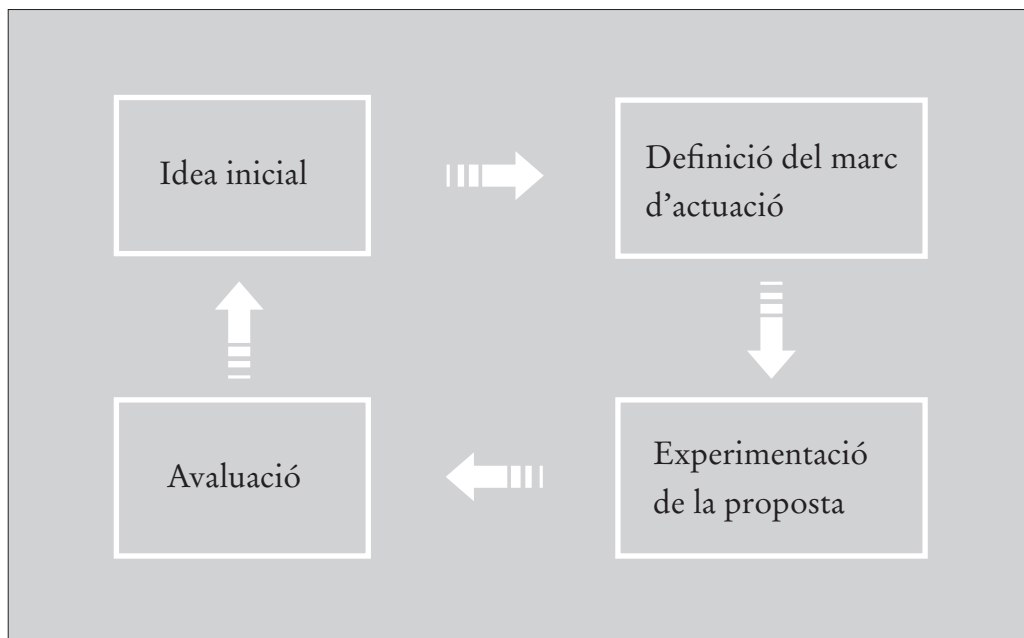 Idea inicial
Definició del marc
d’actuació
Avaluació
Experimentació
de la proposta